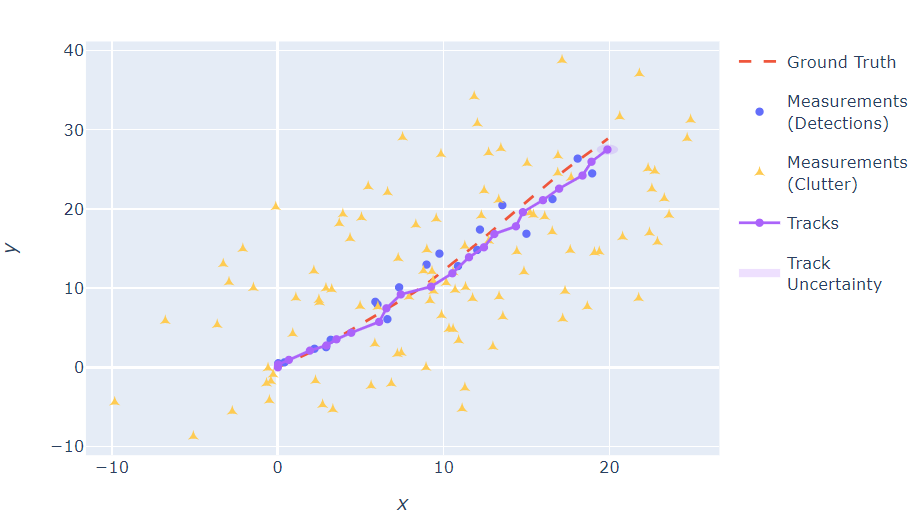 40
30
20
10
0
−10
−10
0
10
20
x
y
Ground Truth
Measurements
(Detections)
Measurements
(Clutter)
Tracks
Track
Uncertainty